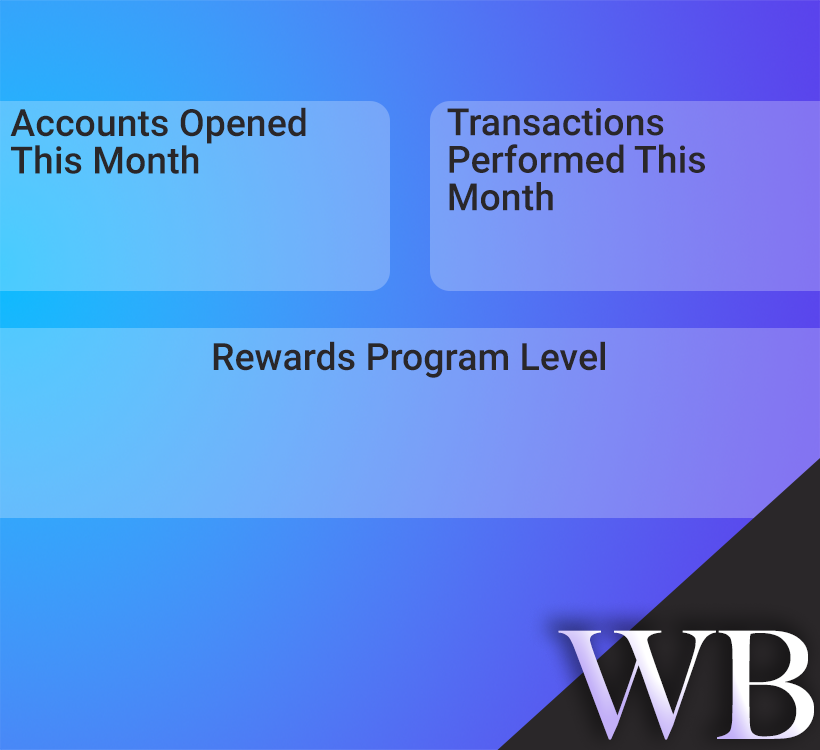 Accounts Opened
This Month
Transactions
Performed This
Month
Rewards Program Level
WB